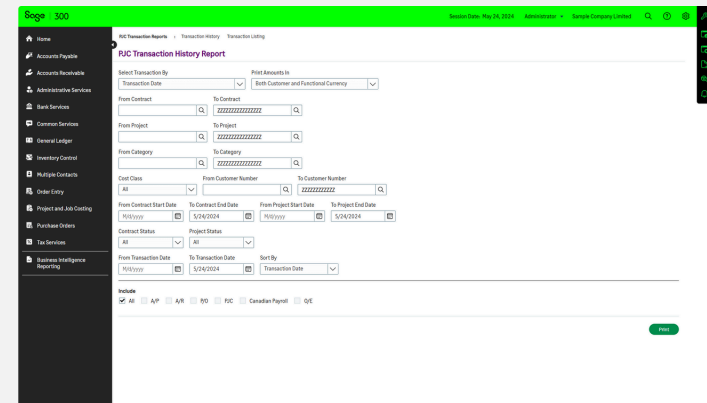 Sage 300
Session Date: May 24, 2024 Administrator Sample Company Limited
Home
Accounts Payable
Accounts Receivable
Administrative Services
Bank Services
Common Services
General Ledger
Inventory Control
Multiple Contacts
Order Entry
Project and Job Costing
Purchase Orders
Tax Services
Business Intelligence
Reporting
PJC Transaction Reports > Transaction History Transaction Listing
PJC Transaction History Report
Select Transaction By Print Amounts In
Transaction Date Both Customer and Functional Currency
From Contract To Contract
ZZZZZZZZZZZZZZZZ
From Project To Project
ZZZZZZZZZZZZZZZZ
From Category To Category
ZZZZZZZZZZZZZZZZ
Cost Class From Customer Number To Customer Number
All ZZZZZZZZZZZZ
From Contract Start Date To Contract End Date From Project Start Date To Project End Date
M/d/yyyy 5/24/2024 M/d/yyyy 5/24/2024
Contract Status Project Status
All All
From Transaction Date To Transaction Date Sort By
M/d/yyyy 5/24/2024 Transaction Date
Include
All A/P A/R P/O PJC Canadian Payroll O/E
Print